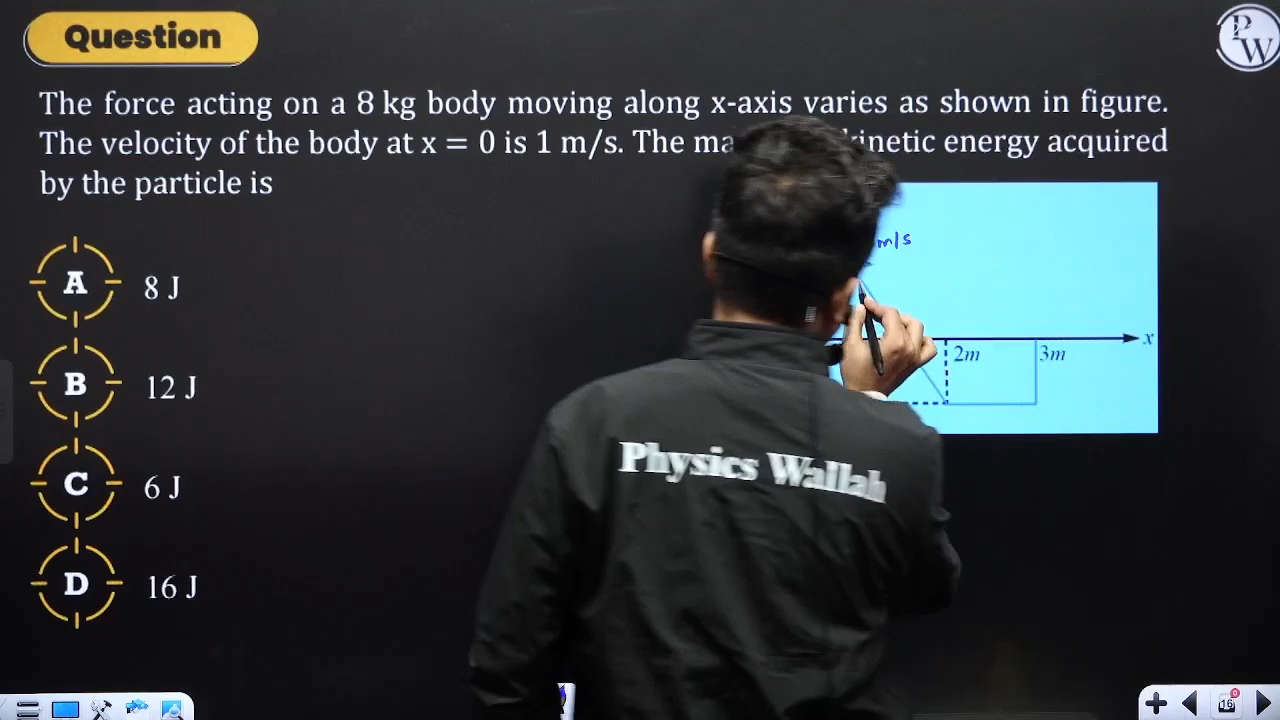 Question
PW
The force acting on a 8 kg body moving along x-axis varies as shown in figure.
The velocity of the body at x = 0 is 1 m/s. The kinetic energy acquired
by the particle is
m/s
A 8 J
x
2m 3m
B 12 J
Physics Wallah
C 6 J
D 16 J
16